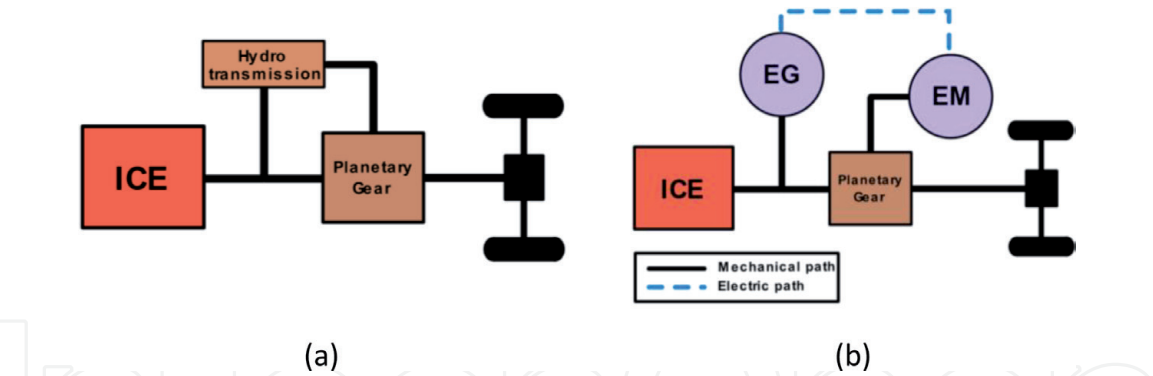 Hydro
transmission
ICE
Planetary
Gear
(a)
EG
EM
ICE
Planetary
Gear
Mechanical path
Electric path
(b)